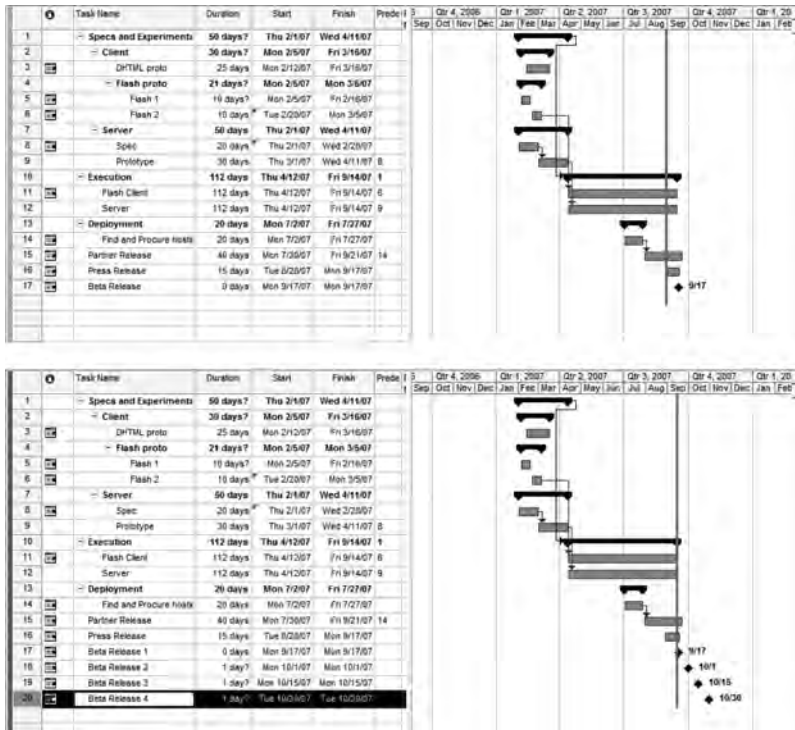 Task Name Duration Start Finish Prede Qtr 4, 2006 Qtr 1, 2007 Qtr 2, 2007 Qtr 3, 2007 Qtr 4, 2007 Qtr 1, 20
Sep Oct Nov Dec Jan Feb Mar Apr May Jun Jul Aug Sep Oct Nov Dec Jan Feb
1 Specs and Experiments 50 days? Thu 2/1/07 Wed 4/11/07
2 Client 30 days? Mon 2/5/07 Fri 3/16/07
3 DHTML proto 25 days Mon 2/12/07 Fri 3/16/07
4 Flash proto 21 days? Mon 2/5/07 Mon 3/5/07
5 Flash 1 10 days? Mon 2/5/07 Fri 2/16/07
6 Flash 2 10 days Tue 2/20/07 Mon 3/5/07
7 Server 50 days Thu 2/1/07 Wed 4/11/07
8 Spec 20 days Thu 2/1/07 Wed 2/28/07
9 Prototype 30 days Thu 3/1/07 Wed 4/11/07 8
10 Execution 112 days Thu 4/12/07 Fri 9/14/07 1
11 Flash Client 112 days Thu 4/12/07 Fri 9/14/07 6
12 Server 112 days Thu 4/12/07 Fri 9/14/07 9
13 Deployment 20 days Mon 7/2/07 Fri 7/27/07
14 Find and Procure hosts 20 days Mon 7/2/07 Fri 7/27/07
15 Partner Release 40 days Mon 7/30/07 Fri 9/21/07 14
16 Press Release 15 days Tue 8/28/07 Mon 9/17/07
17 Beta Release 0 days Mon 9/17/07 Mon 9/17/07 9/17
Task Name Duration Start Finish Prede Qtr 4, 2006 Qtr 1, 2007 Qtr 2, 2007 Qtr 3, 2007 Qtr 4, 2007 Qtr 1, 20
Sep Oct Nov Dec Jan Feb Mar Apr May Jun Jul Aug Sep Oct Nov Dec Jan Feb
1 Specs and Experiments 50 days? Thu 2/1/07 Wed 4/11/07
2 Client 30 days? Mon 2/5/07 Fri 3/16/07
3 DHTML proto 25 days Mon 2/12/07 Fri 3/16/07
4 Flash proto 21 days? Mon 2/5/07 Mon 3/5/07
5 Flash 1 10 days? Mon 2/5/07 Fri 2/16/07
6 Flash 2 10 days Tue 2/20/07 Mon 3/5/07
7 Server 50 days Thu 2/1/07 Wed 4/11/07
8 Spec 20 days Thu 2/1/07 Wed 2/28/07
9 Prototype 30 days Thu 3/1/07 Wed 4/11/07 8
10 Execution 112 days Thu 4/12/07 Fri 9/14/07 1
11 Flash Client 112 days Thu 4/12/07 Fri 9/14/07 6
12 Server 112 days Thu 4/12/07 Fri 9/14/07 9
13 Deployment 20 days Mon 7/2/07 Fri 7/27/07
14 Find and Procure hosts 20 days Mon 7/2/07 Fri 7/27/07
15 Partner Release 40 days Mon 7/30/07 Fri 9/21/07 14
16 Press Release 15 days Tue 8/28/07 Mon 9/17/07
17 Beta Release 1 0 days Mon 9/17/07 Mon 9/17/07 9/17
18 Beta Release 2 1 day? Mon 10/1/07 Mon 10/1/07 10/1
19 Beta Release 3 1 day? Mon 10/15/07 Mon 10/15/07 10/15
20 Beta Release 4 1 day? Tue 10/30/07 Tue 10/30/07 10/30